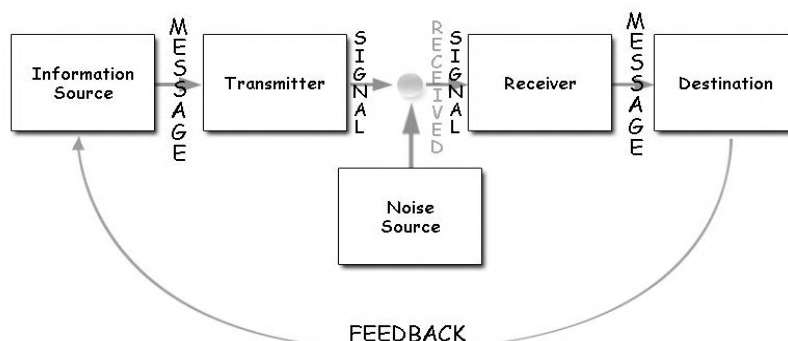 Information
Source
MESSAGE
Transmitter
SIGNAL
RECEIVED
SIGNAL
Receiver
MESSAGE
Destination
Noise
Source
FEEDBACK